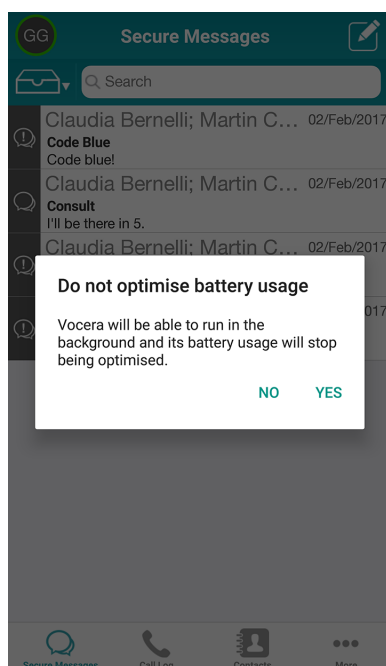 GG
Secure Messages
Search
Claudia Bernelli; Martin C... 02/Feb/2017
Code Blue
Code blue!
Claudia Bernelli; Martin C... 02/Feb/2017
Consult
I'll be there in 5.
Claudia Bernelli; Martin C... 02/Feb/2017
017
Do not optimise battery usage
Vocera will be able to run in the
background and its battery usage will stop
being optimised.
NO YES
Secure Messages Call Log Contacts More